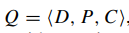 Q = ⟨D, P, C⟩,